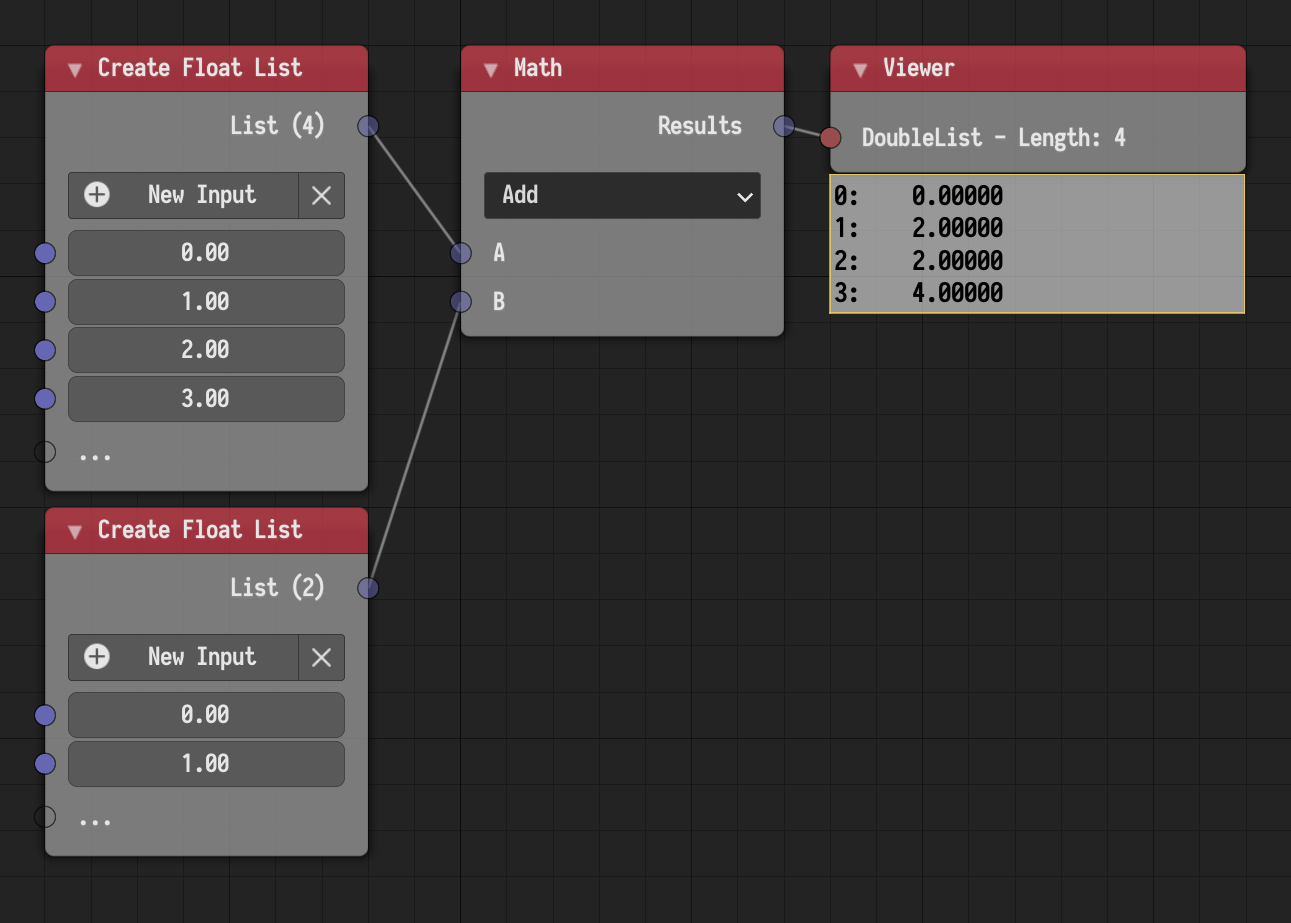 Create Float List
List (4)
New Input
0.00
1.00
2.00
3.00
...
Create Float List
List (2)
New Input
0.00
1.00
...
Math
Results
Add
A
B
Viewer
DoubleList - Length: 4
0: 0.00000
1: 2.00000
2: 2.00000
3: 4.00000